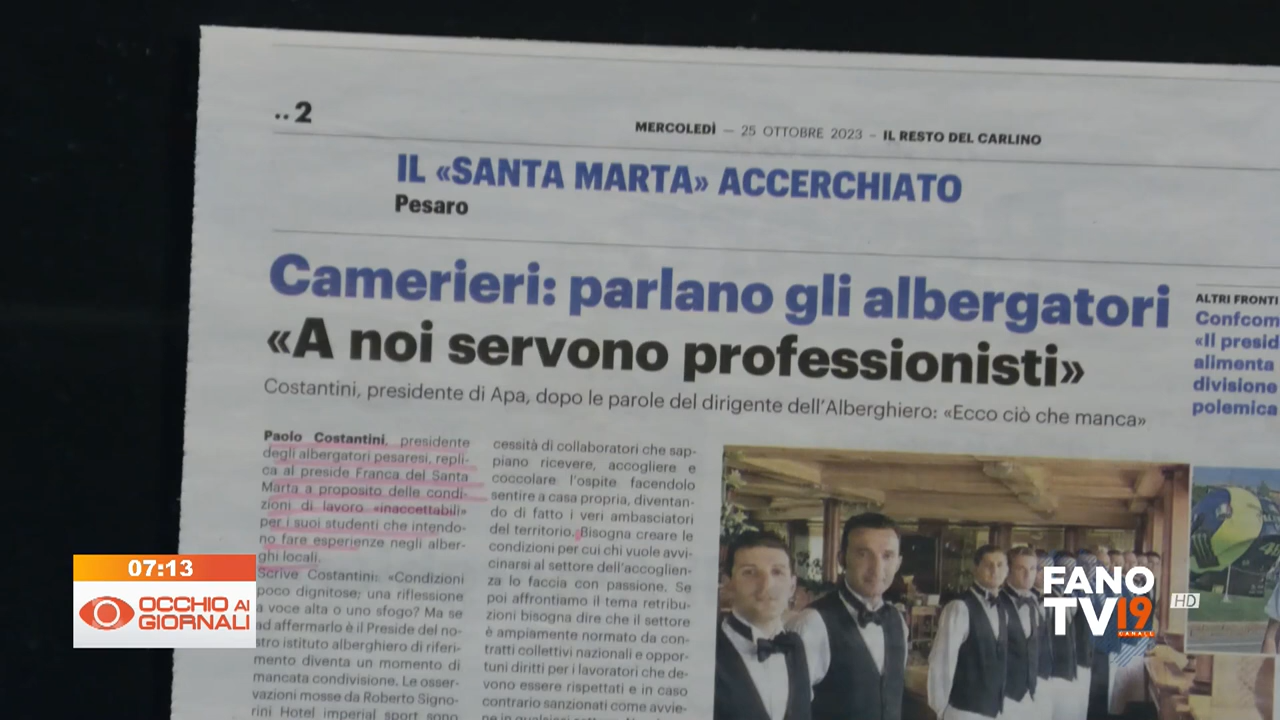 ..2
MERCOLEDÌ — 25 OTTOBRE 2023 – IL RESTO DEL CARLINO
IL «SANTA MARTA» ACCERCHIATO
Pesaro
Camerieri: parlano gli albergatori
«A noi servono professionisti»
Costantini, presidente di Apa, dopo le parole del dirigente dell'Alberghiero: «Ecco ciò che manca»
Paolo Costantini, presidente
degli albergatori pesaresi, repli-
ca al preside Franca del Santa
Marta a proposito delle condi-
zioni di lavoro «inaccettabili»
per i suoi studenti che intendo-
no fare esperienze negli alber-
ghi locali.
Scrive Costantini: «Condizioni
poco dignitose; una riflessione
a voce alta o uno sfogo? Ma se
ad affermarlo è il Preside del no-
stro istituto alberghiero di riferi-
mento diventa un momento di
mancata condivisione. Le osser-
vazioni mosse da Roberto Signo-
rini Hotel imperial sport sono
cessità di collaboratori che sap-
piano ricevere, accogliere e
coccolare l'ospite facendolo
sentire a casa propria, diventan-
do di fatto i veri ambasciatori
del territorio. Bisogna creare le
condizioni per cui chi vuole avvi-
cinarsi al settore dell'accoglien-
za lo faccia con passione. Se
poi affrontiamo il tema retribu-
zioni bisogna dire che il settore
è ampiamente normato da con-
tratti collettivi nazionali e oppor-
tuni diritti per i lavoratori che de-
vono essere rispettati e in caso
contrario sanzionati come avvie-
ne in qualsiasi
ALTRI FRONTI
Confcom
«Il presid
alimenta
divisione
polemica
07:13
OCCHIO AI
GIORNALI
FANO
TV19
CANALE
HD